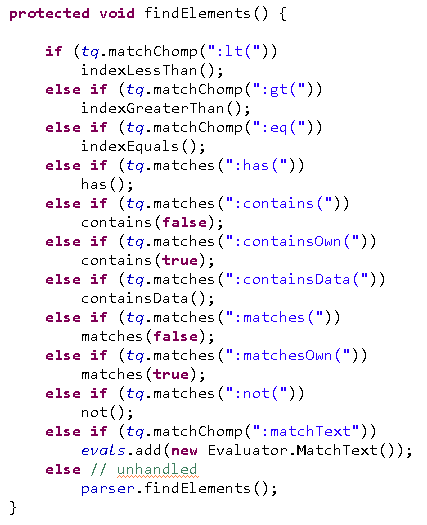 protected void findElements() {
if (tq.matchChomp(":lt("))
indexLessThan();
else if (tq.matchChomp(":gt("))
indexGreaterThan();
else if (tq.matchChomp(":eq("))
indexEquals();
else if (tq.matches(":has("))
has();
else if (tq.matches(":contains("))
contains(false);
else if (tq.matches(":containsOwn("))
contains(true);
else if (tq.matches(":containsData("))
containsData();
else if (tq.matches(":matches("))
matches(false);
else if (tq.matches(":matchesOwn("))
matches(true);
else if (tq.matches(":not("))
not();
else if (tq.matchChomp(":matchText"))
evals.add(new Evaluator.MatchText());
else // unhandled
parser.findElements();
}